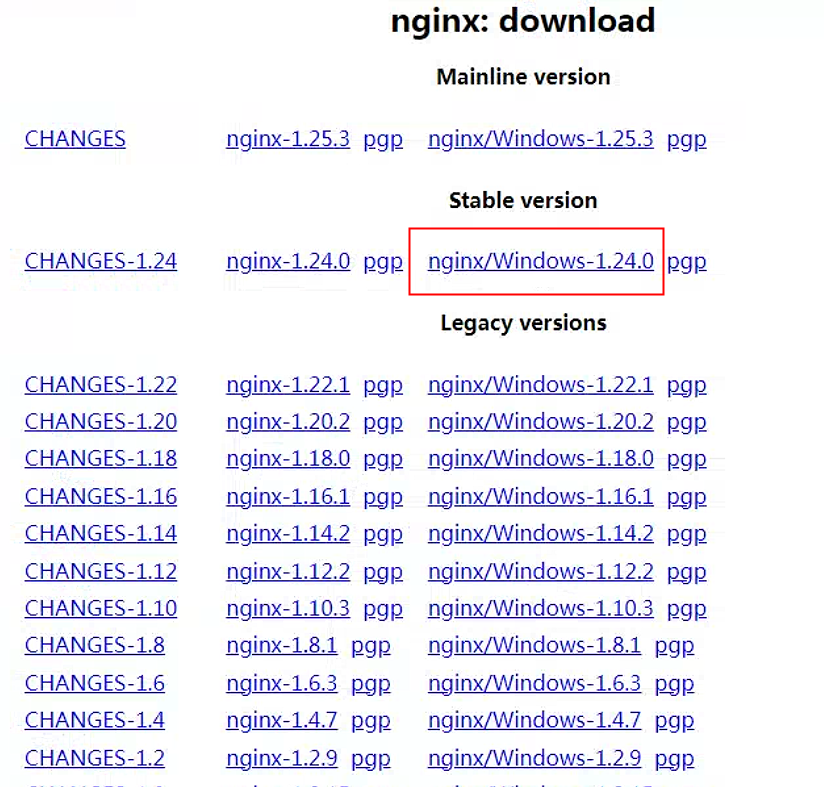 nginx: download
Mainline version
CHANGES nginx-1.25.3 pgp nginx/Windows-1.25.3 pgp
Stable version
CHANGES-1.24 nginx-1.24.0 pgp nginx/Windows-1.24.0 pgp
Legacy versions
CHANGES-1.22 nginx-1.22.1 pgp nginx/Windows-1.22.1 pgp
CHANGES-1.20 nginx-1.20.2 pgp nginx/Windows-1.20.2 pgp
CHANGES-1.18 nginx-1.18.0 pgp nginx/Windows-1.18.0 pgp
CHANGES-1.16 nginx-1.16.1 pgp nginx/Windows-1.16.1 pgp
CHANGES-1.14 nginx-1.14.2 pgp nginx/Windows-1.14.2 pgp
CHANGES-1.12 nginx-1.12.2 pgp nginx/Windows-1.12.2 pgp
CHANGES-1.10 nginx-1.10.3 pgp nginx/Windows-1.10.3 pgp
CHANGES-1.8 nginx-1.8.1 pgp nginx/Windows-1.8.1 pgp
CHANGES-1.6 nginx-1.6.3 pgp nginx/Windows-1.6.3 pgp
CHANGES-1.4 nginx-1.4.7 pgp nginx/Windows-1.4.7 pgp
CHANGES-1.2 nginx-1.2.9 pgp nginx/Windows-1.2.9 pgp